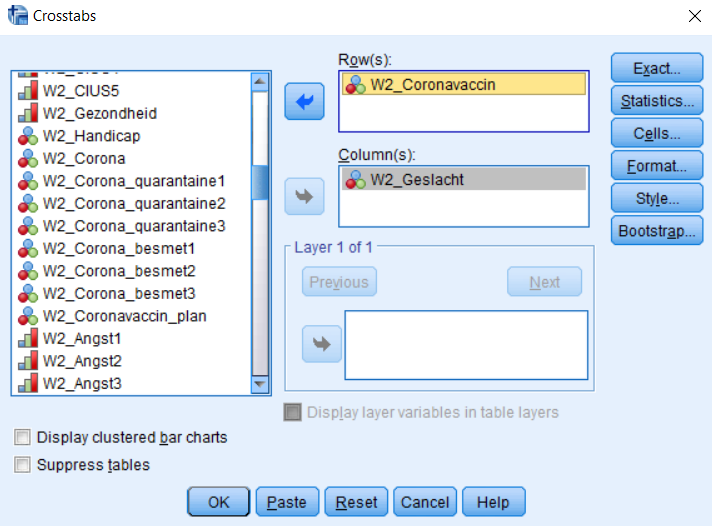 Crosstabs
W2_CIUS5
W2_Gezondheid
W2_Handicap
W2_Corona
W2_Corona_quarantaine1
W2_Corona_quarantaine2
W2_Corona_quarantaine3
W2_Corona_besmet1
W2_Corona_besmet2
W2_Corona_besmet3
W2_Coronavaccin_plan
W2_Angst1
W2_Angst2
W2_Angst3
Row(s):
W2_Coronavaccin
Column(s):
W2_Geslacht
Layer 1 of 1
Previous
Next
Display layer variables in table layers
Exact...
Statistics...
Cells...
Format...
Style...
Bootstrap...
Display clustered bar charts
Suppress tables
OK
Paste
Reset
Cancel
Help